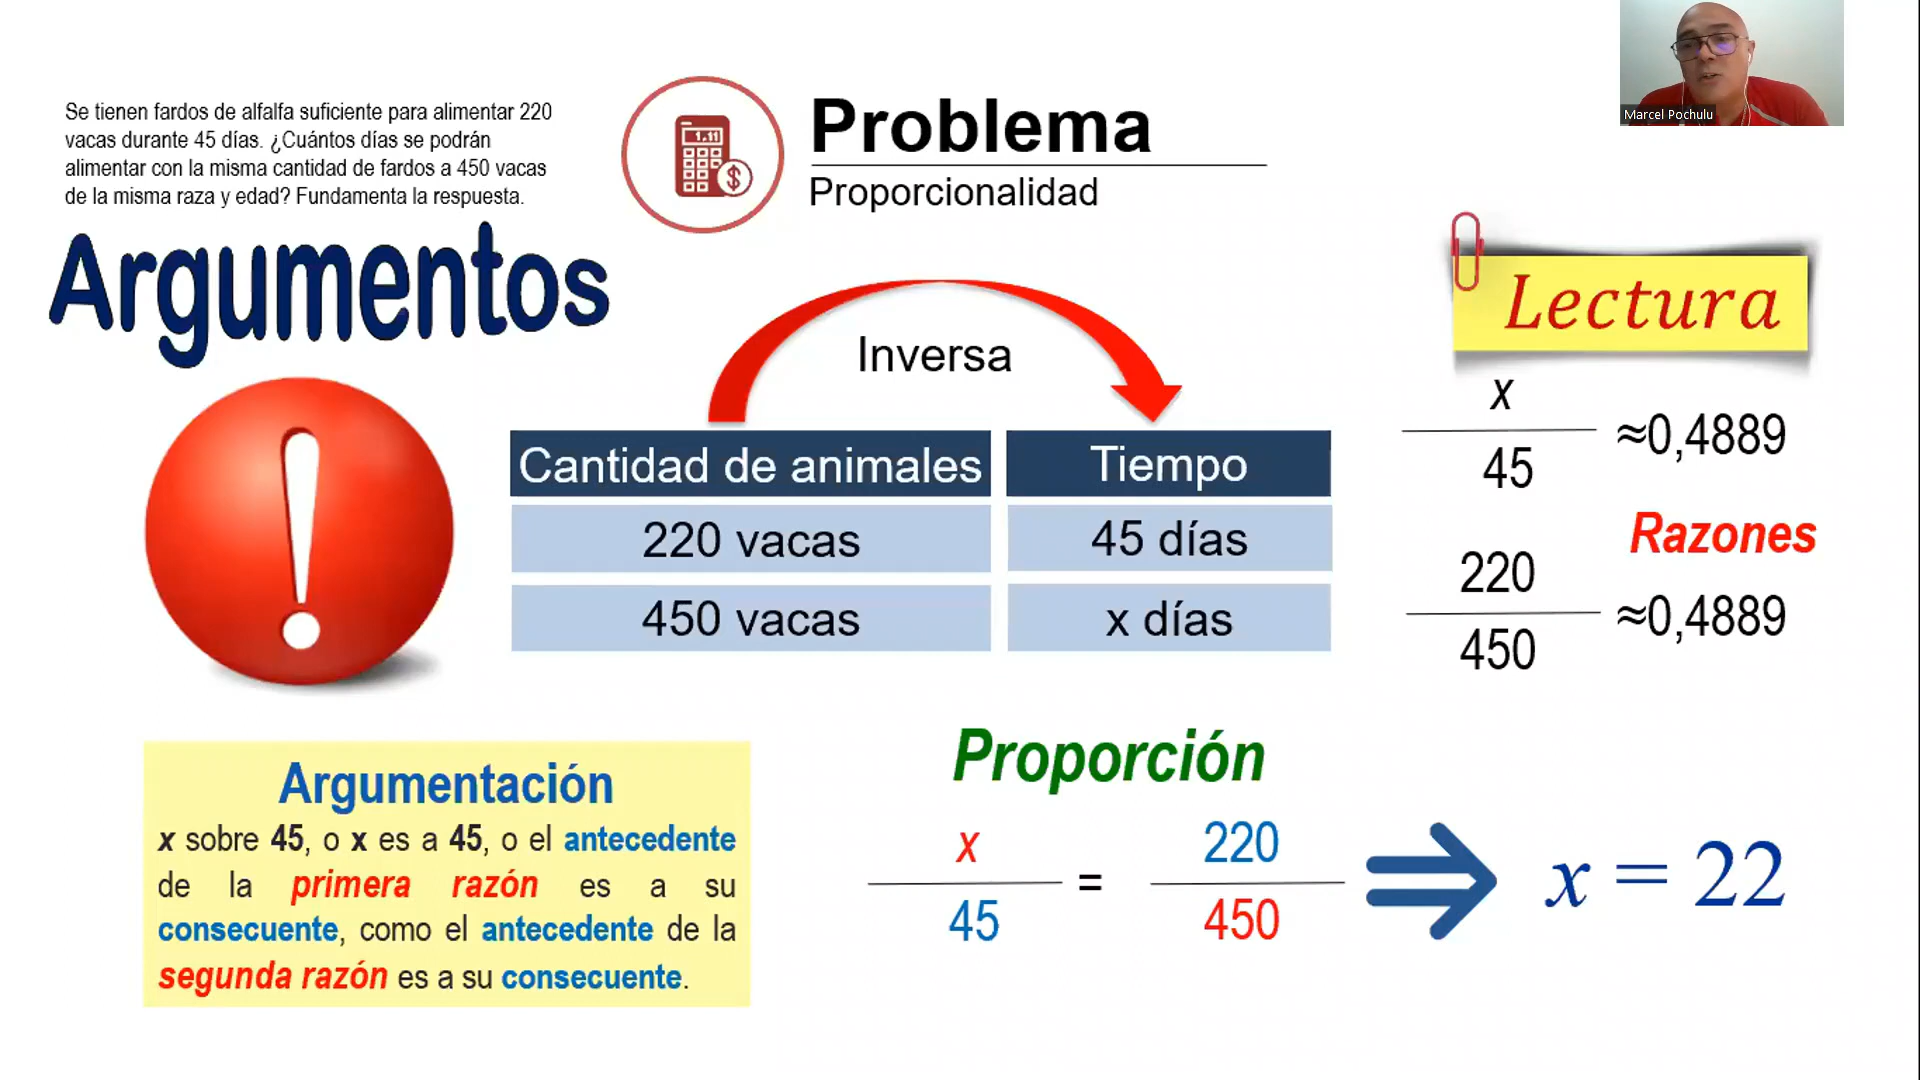 Se tienen fardos de alfalfa suficiente para alimentar 220
vacas durante 45 días. ¿Cuántos días se podrán
alimentar con la misma cantidad de fardos a 450 vacas
de la misma raza y edad? Fundamenta la respuesta.
1.11
$
Problema
Proporcionalidad
Marcel Pochulu
Argumentos
Lectura
Inversa
Cantidad de animales Tiempo
220 vacas 45 días
450 vacas x días
x
45
≈0,4889
Razones
220
450
≈0,4889
Argumentación
x sobre 45, o x es a 45, o el antecedente
de la primera razón es a su
consecuente, como el antecedente de la
segunda razón es a su consecuente.
Proporción
x
45
=
220
450
x = 22